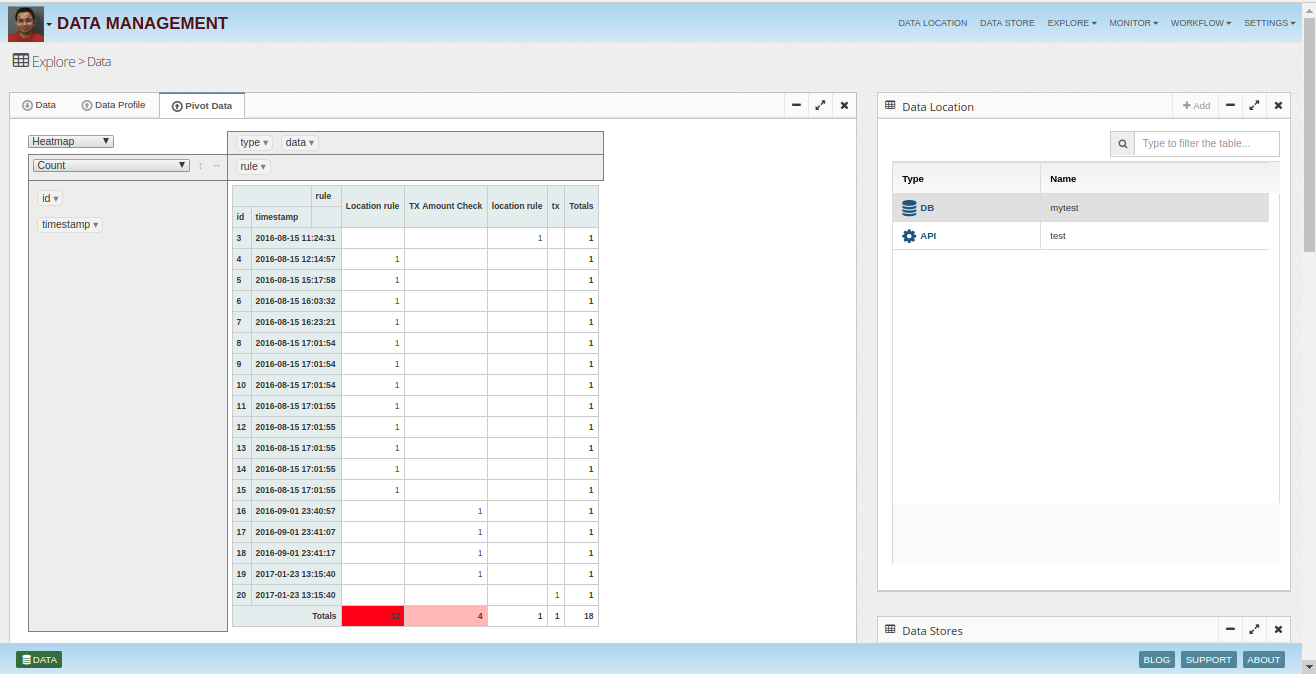 DATA MANAGEMENT
DATA LOCATION DATA STORE EXPLORE MONITOR WORKFLOW SETTINGS
Explore > Data
Data Data Profile Pivot Data
Heatmap
type data
Count
rule
id
timestamp
rule Location rule TX Amount Check location rule tx Totals
id timestamp
3 2016-08-15 11:24:31 1 1
4 2016-08-15 12:14:57 1 1
5 2016-08-15 15:17:58 1 1
6 2016-08-15 16:03:32 1 1
7 2016-08-15 16:23:21 1 1
8 2016-08-15 17:01:54 1 1
9 2016-08-15 17:01:54 1 1
10 2016-08-15 17:01:54 1 1
11 2016-08-15 17:01:55 1 1
12 2016-08-15 17:01:55 1 1
13 2016-08-15 17:01:55 1 1
14 2016-08-15 17:01:55 1 1
15 2016-08-15 17:01:55 1 1
16 2016-09-01 23:40:57 1 1
17 2016-09-01 23:41:07 1 1
18 2016-09-01 23:41:17 1 1
19 2017-01-23 13:15:40 1 1
20 2017-01-23 13:15:40 1 1
Totals 12 4 1 1 18
Data Location
Add
Type to filter the table...
Type Name
DB mytest
API test
Data Stores
DATA
BLOG SUPPORT ABOUT